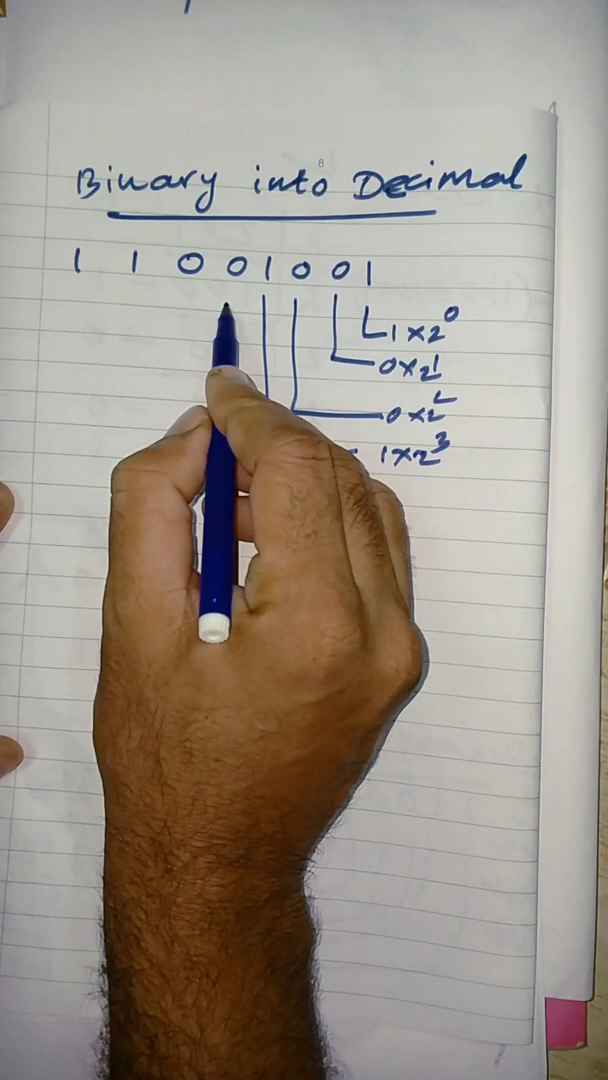 Binary into Decimal
1 1 0 0 1 0 0 1
1×2⁰
0×2¹
0×2²
1×2³